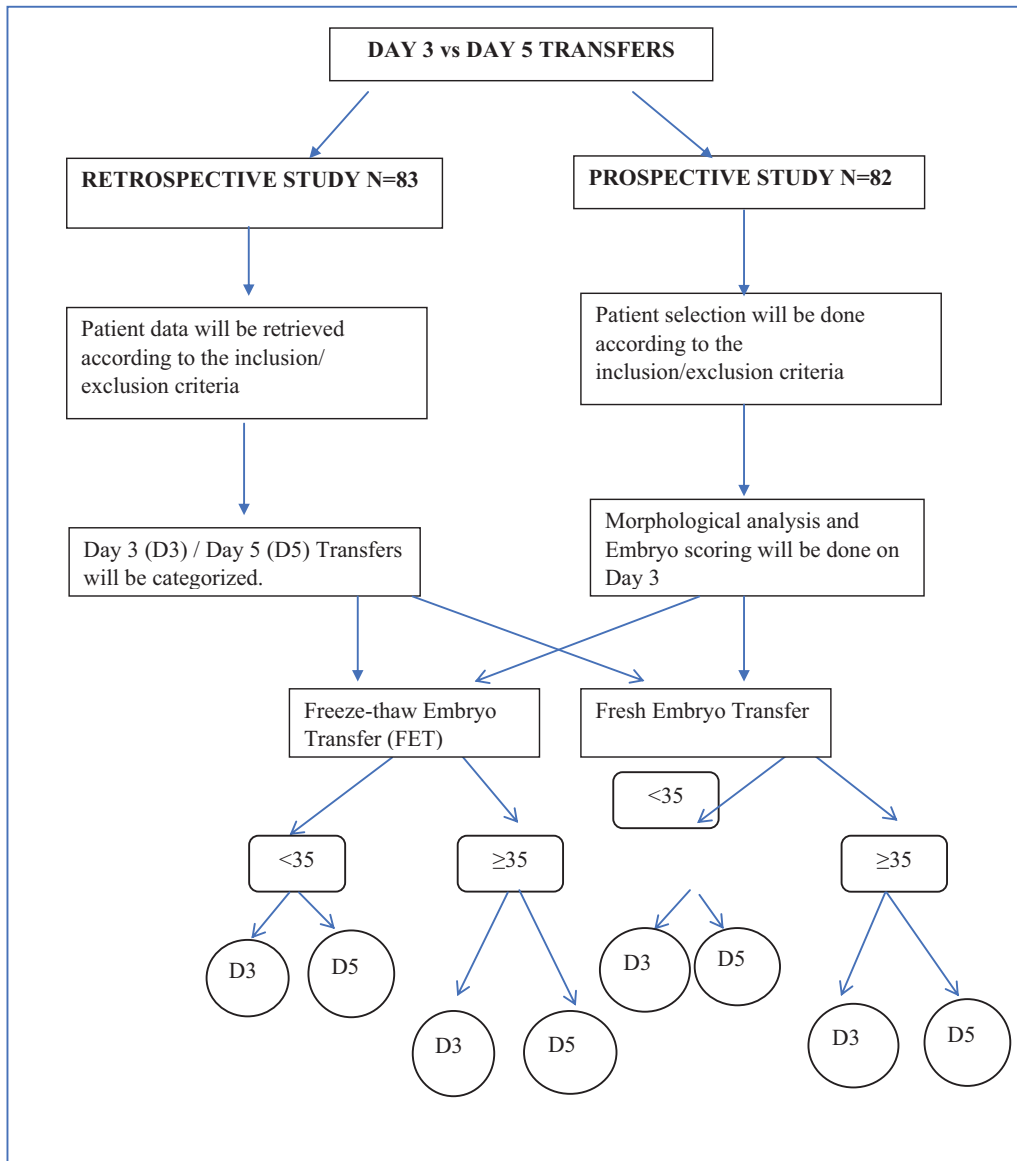 DAY 3 vs DAY 5 TRANSFERS
RETROSPECTIVE STUDY N=83
PROSPECTIVE STUDY N=82
Patient data will be retrieved
according to the inclusion/
exclusion criteria
Patient selection will be done
according to the
inclusion/exclusion criteria
Day 3 (D3) / Day 5 (D5) Transfers
will be categorized.
Morphological analysis and
Embryo scoring will be done on
Day 3
Freeze-thaw Embryo
Transfer (FET)
Fresh Embryo Transfer
<35
≥35
<35
≥35
D3
D5
D3
D5
D3
D5
D3
D5